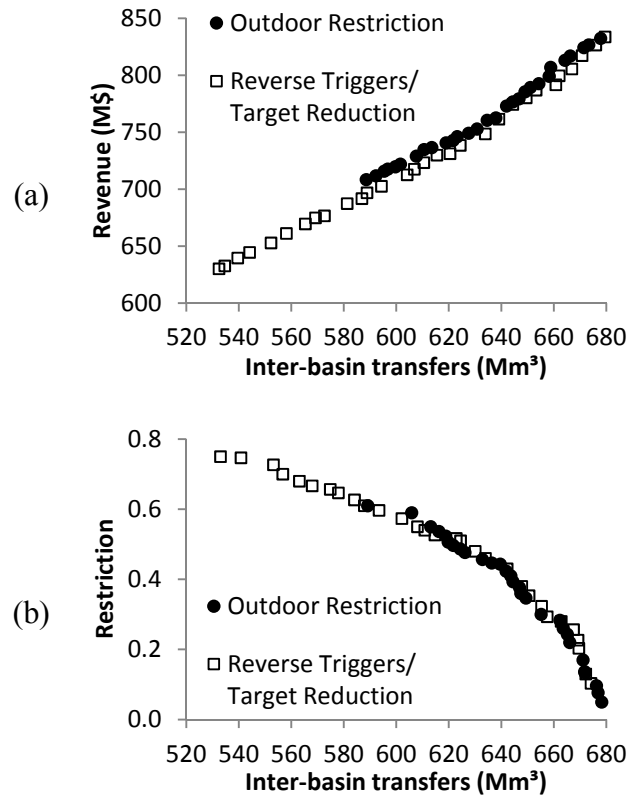 (a)
Revenue (M$)
850
800
750
700
650
600
Outdoor Restriction
Reverse Triggers/
Target Reduction
520 540 560 580 600 620 640 660 680
Inter-basin transfers (Mm³)
(b)
Restriction
0.8
0.6
0.4
0.2
0.0
Outdoor Restriction
Reverse Triggers/
Target Reduction
520 540 560 580 600 620 640 660 680
Inter-basin transfers (Mm³)